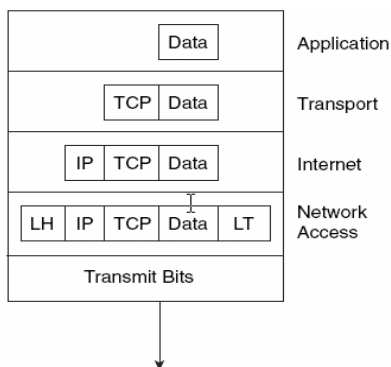 Data Application
TCP Data Transport
IP TCP Data Internet
LH IP TCP Data LT Network
Access
Transmit Bits